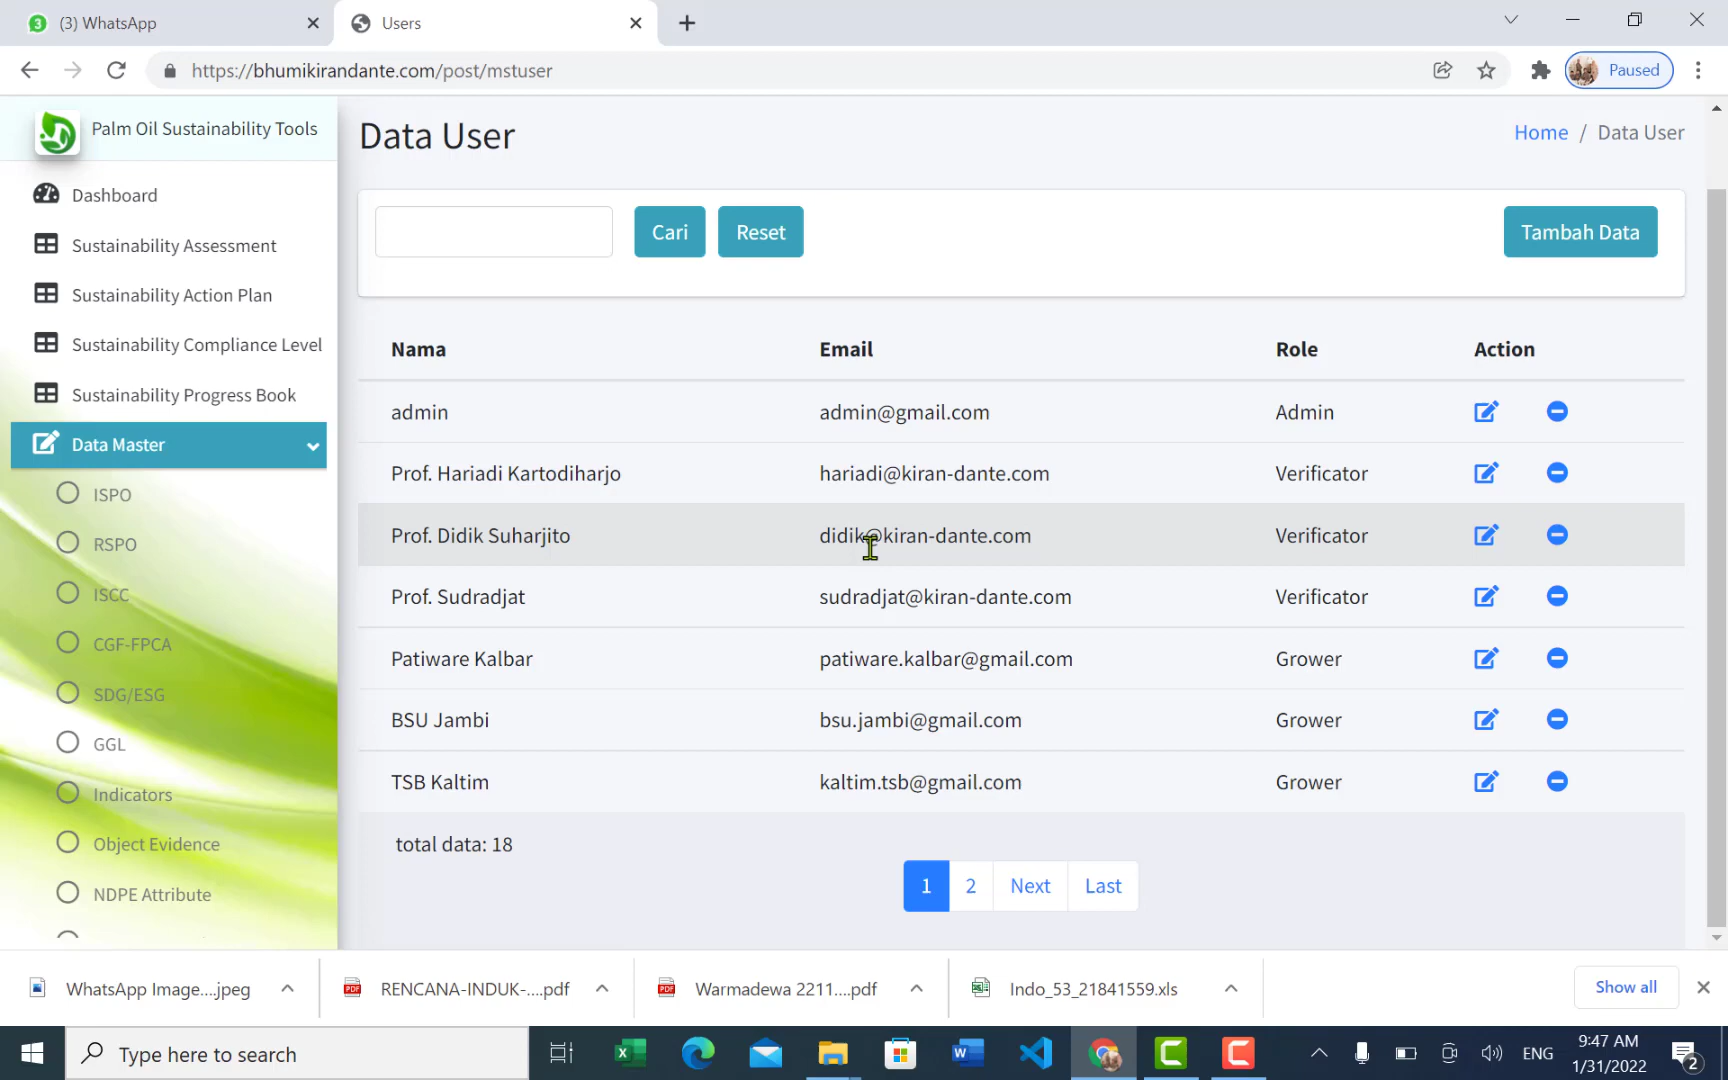 (3) WhatsApp
Users
https://bhumikirandante.com/post/mstuser
Paused
Palm Oil Sustainability Tools
Dashboard
Sustainability Assessment
Sustainability Action Plan
Sustainability Compliance Level
Sustainability Progress Book
Data Master
ISPO
RSPO
ISCC
CGF-FPCA
SDG/ESG
GGL
Indicators
Object Evidence
NDPE Attribute
Data User
Home / Data User
Cari Reset Tambah Data
Nama Email Role Action
admin admin@gmail.com Admin
Prof. Hariadi Kartodiharjo hariadi@kiran-dante.com Verificator
Prof. Didik Suharjito didik@kiran-dante.com Verificator
Prof. Sudradjat sudradjat@kiran-dante.com Verificator
Patiware Kalbar patiware.kalbar@gmail.com Grower
BSU Jambi bsu.jambi@gmail.com Grower
TSB Kaltim kaltim.tsb@gmail.com Grower
total data: 18
1 2 Next Last
WhatsApp Image....jpeg RENCANA-INDUK-....pdf Warmadewa 2211....pdf Indo_53_21841559.xls Show all
Type here to search
ENG
9:47 AM
1/31/2022
2